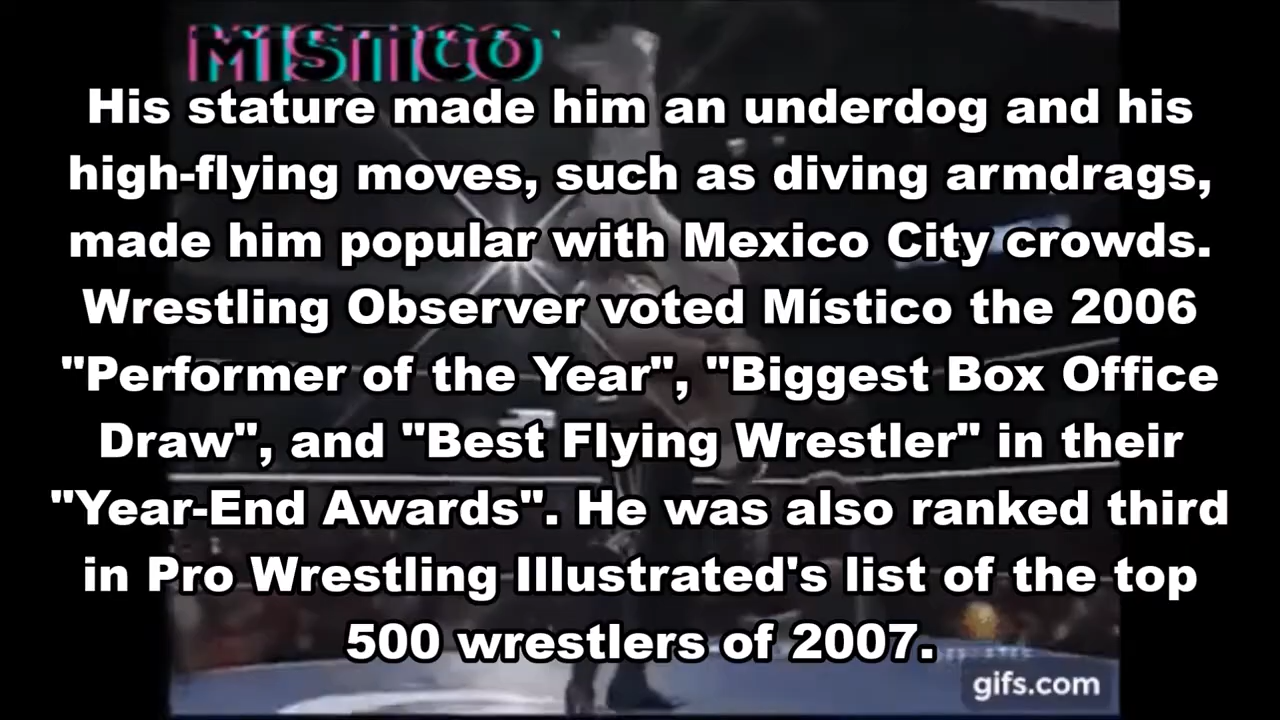 MISTICO
His stature made him an underdog and his
high-flying moves, such as diving armdrags,
made him popular with Mexico City crowds.
Wrestling Observer voted Místico the 2006
"Performer of the Year", "Biggest Box Office
Draw", and "Best Flying Wrestler" in their
"Year-End Awards". He was also ranked third
in Pro Wrestling Illustrated's list of the top
500 wrestlers of 2007.
gifs.com